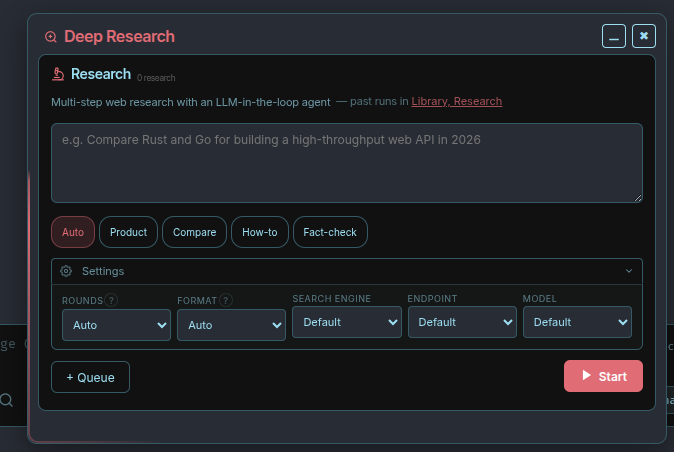 Deep Research
Research 0 research
Multi-step web research with an LLM-in-the-loop agent — past runs in Library, Research
e.g. Compare Rust and Go for building a high-throughput web API in 2026
Auto Product Compare How-to Fact-check
Settings
ROUNDS ? FORMAT ? SEARCH ENGINE ENDPOINT MODEL
Auto Auto Default Default Default
+ Queue Start